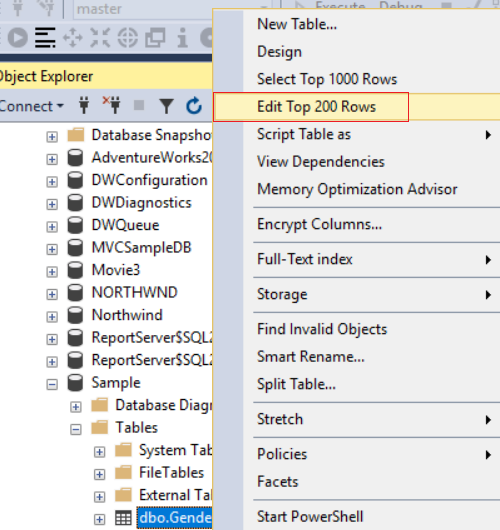 master
Execute
Debug
Object Explorer
Connect
Database Snapsho
AdventureWorks20
DWConfiguration
DWDiagnostics
DWQueue
MVCSampleDB
Movie3
NORTHWND
Northwind
ReportServer$SQL2
ReportServer$SQL2
Sample
Database Diagr
Tables
System Tab
FileTables
External Tal
dbo.Gende
New Table...
Design
Select Top 1000 Rows
Edit Top 200 Rows
Script Table as
View Dependencies
Memory Optimization Advisor
Encrypt Columns...
Full-Text index
Storage
Find Invalid Objects
Smart Rename...
Split Table...
Stretch
Policies
Facets
Start PowerShell